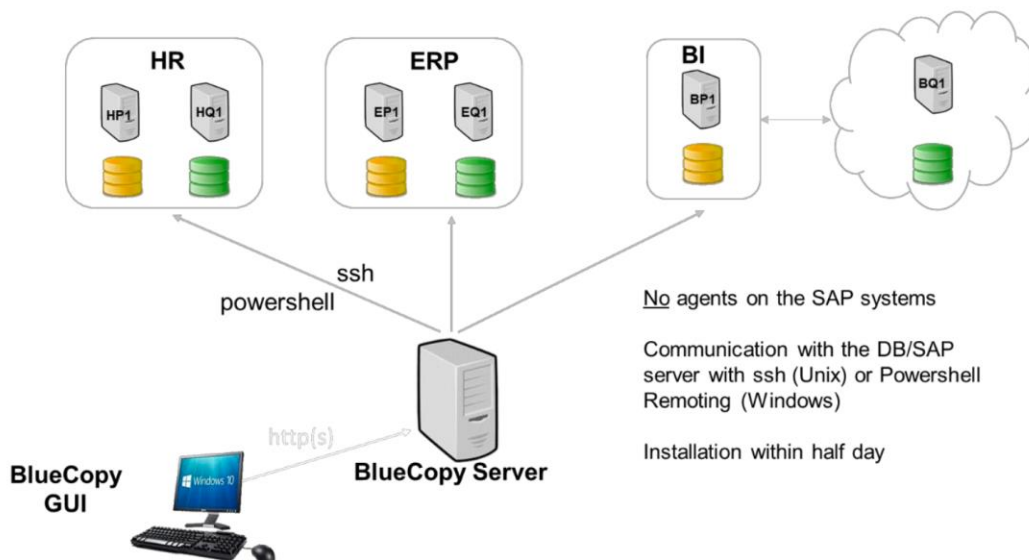 HR
ERP
BI
HP1
HQ1
EP1
EQ1
BP1
BQ1
ssh
powershell
No agents on the SAP systems
Communication with the DB/SAP
server with ssh (Unix) or Powershell
Remoting (Windows)
Installation within half day
http(s)
BlueCopy Server
BlueCopy
GUI
Windows 10